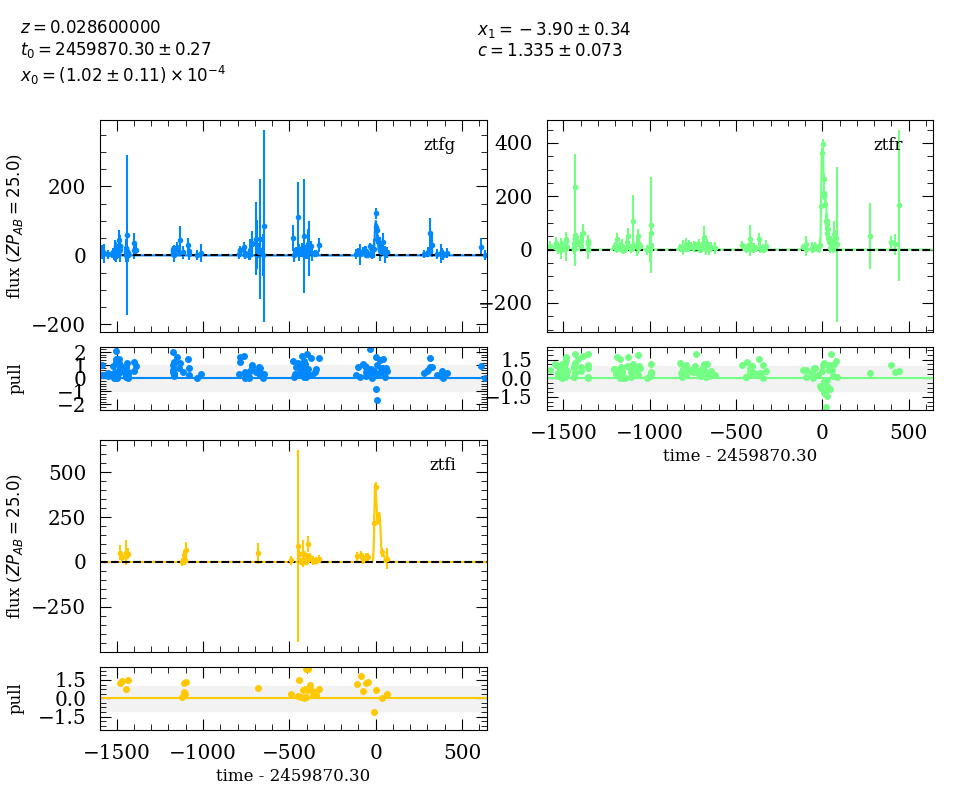 z = 0.028600000
t₀ = 2459870.30 ± 0.27
x₀ = (1.02 ± 0.11) × 10⁻⁴
x₁ = −3.90 ± 0.34
c = 1.335 ± 0.073
ztfg
flux (ZP_AB = 25.0)
200
0
−200
pull
2
1
0
−1
−2
ztfr
400
200
0
−200
1.5
0.0
−1.5
−1500 −1000 −500 0 500
time - 2459870.30
ztfi
flux (ZP_AB = 25.0)
500
250
0
−250
pull
1.5
0.0
−1.5
−1500 −1000 −500 0 500
time - 2459870.30